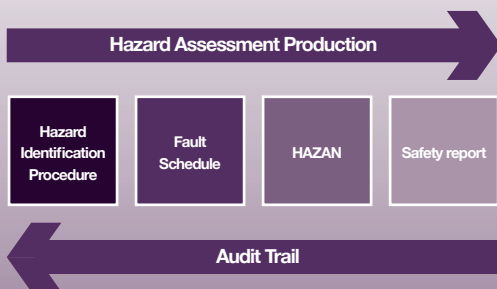 Hazard Assessment Production
Hazard
Identification
Procedure
Fault
Schedule
HAZAN
Safety report
Audit Trail